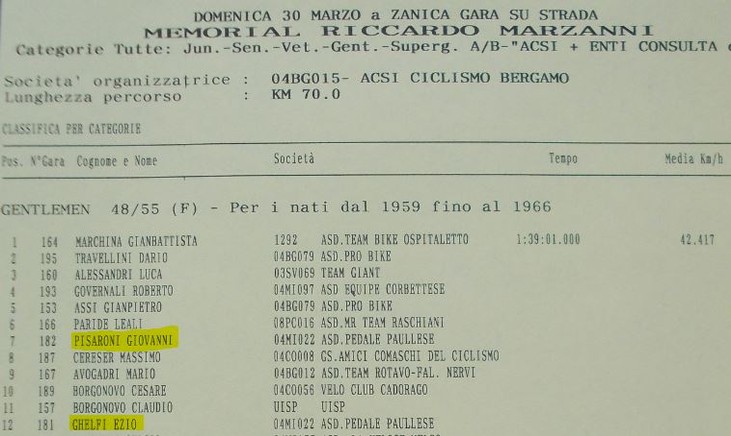 DOMENICA 30 MARZO a ZANICA GARA SU STRADA
MEMORIAL RICCARDO MARZANNI
Categorie Tutte: Jun.-Sen.-Vet.-Gent.-Superg. A/B-"ACSI + ENTI CONSULTA
Societa' organizzatrice : 04BG015- ACSI CICLISMO BERGAMO
Lunghezza percorso : KM 70.0
CLASSIFICA PER CATEGORIE
Pos. N°Gara Cognome e Nome Società Tempo Media Km/h
GENTLEMEN 48/55 (F) - Per i nati dal 1959 fino al 1966
1 164 MARCHINA GIANBATTISTA 1292 ASD.TEAM BIKE OSPITALETTO 1:39:01.000 42.417
2 195 TRAVELLINI DARIO 04BG079 ASD.PRO BIKE
3 160 ALESSANDRI LUCA 03SV069 TEAM GIANT
4 193 GOVERNALI ROBERTO 04MI097 ASD EQUIPE CORBETTESE
5 153 ASSI GIANPIETRO 04BG079 ASD.PRO BIKE
6 166 PARIDE LEALI 08PC016 ASD.MR TEAM RASCHIANI
7 182 PISARONI GIOVANNI 04MI022 ASD.PEDALE PAULLESE
8 187 CERESER MASSIMO 04CO008 GS.AMICI COMASCHI DEL CICLISMO
9 167 AVOGADRI MARIO 04BG012 ASD.TEAM ROTAVO-FAL. NERVI
10 189 BORGONOVO CESARE 04CO056 VELO CLUB CADORAGO
11 157 BORGONOVO CLAUDIO UISP UISP
12 181 GHELFI EZIO 04MI022 ASD.PEDALE PAULLESE